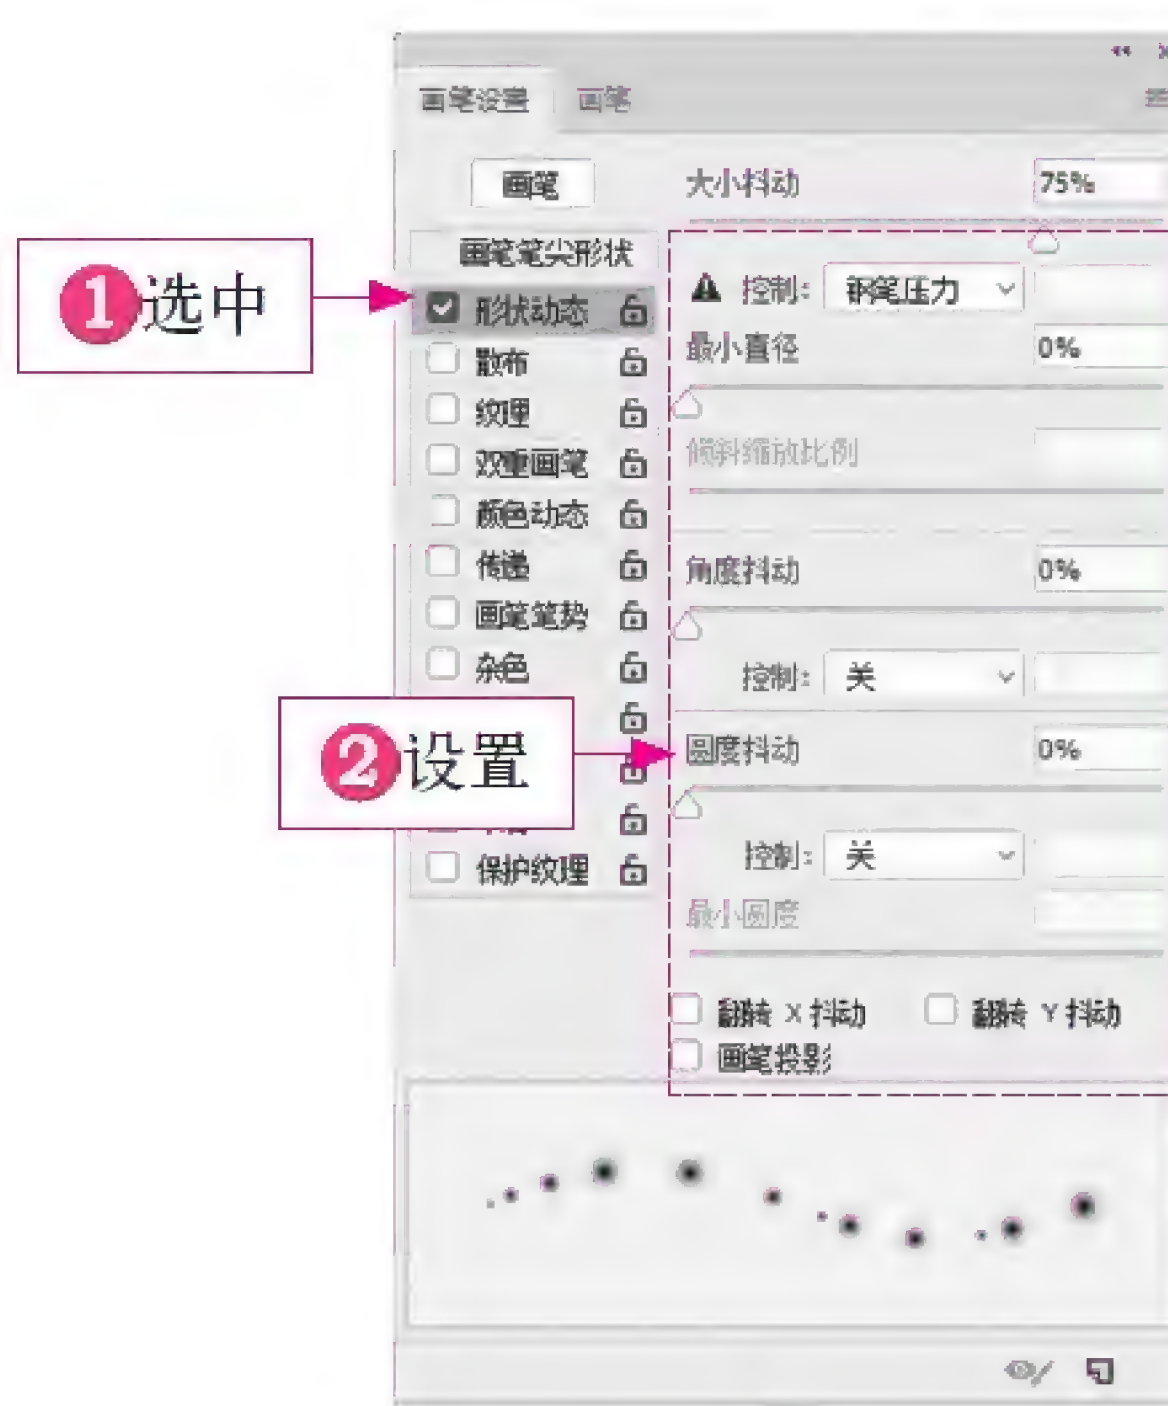 画笔设置 画笔
画笔 大小抖动 75%
画笔笔尖形状
❶选中
形状动态 控制: 钢笔压力
散布 最小直径 0%
纹理
双重画笔 倾斜缩放比例
颜色动态
传递 角度抖动 0%
画笔笔势
杂色 控制: 关
❷设置 圆度抖动 0%
保护纹理 控制: 关
最小圆度
翻转 X 抖动 翻转 Y 抖动
画笔投影